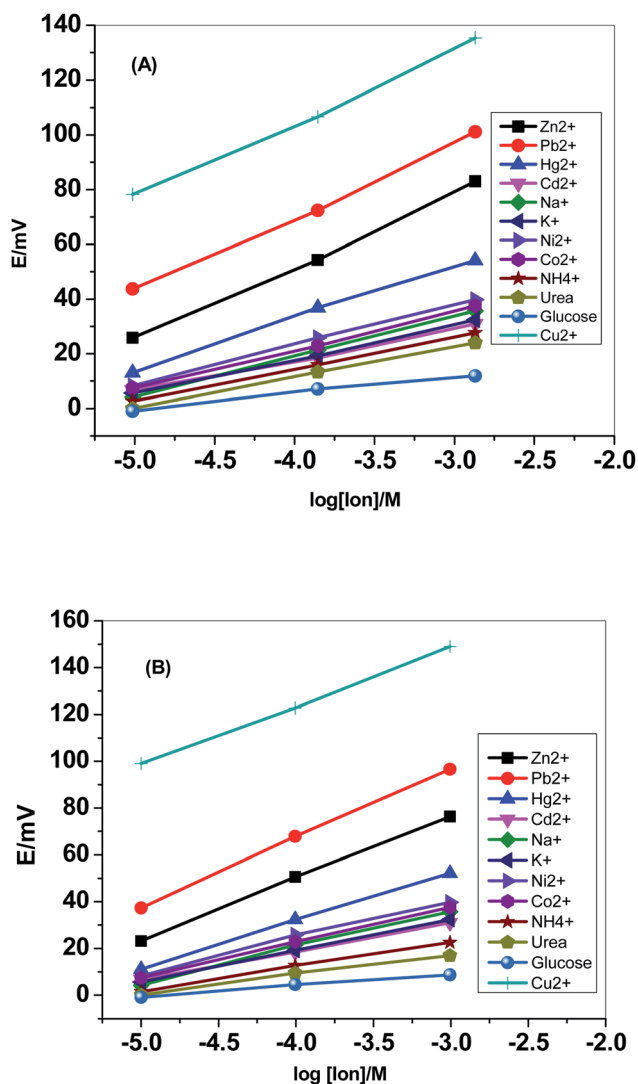 (A)
140
120
100
80
60
40
20
0
E/mV
-5.0 -4.5 -4.0 -3.5 -3.0 -2.5 -2.0
log[Ion]/M
Zn2+
Pb2+
Hg2+
Cd2+
Na+
K+
Ni2+
Co2+
NH4+
Urea
Glucose
Cu2+
(B)
160
140
120
100
80
60
40
20
0
E/mV
-5.0 -4.5 -4.0 -3.5 -3.0 -2.5 -2.0
log [Ion]/M
Zn2+
Pb2+
Hg2+
Cd2+
Na+
K+
Ni2+
Co2+
NH4+
Urea
Glucose
Cu2+